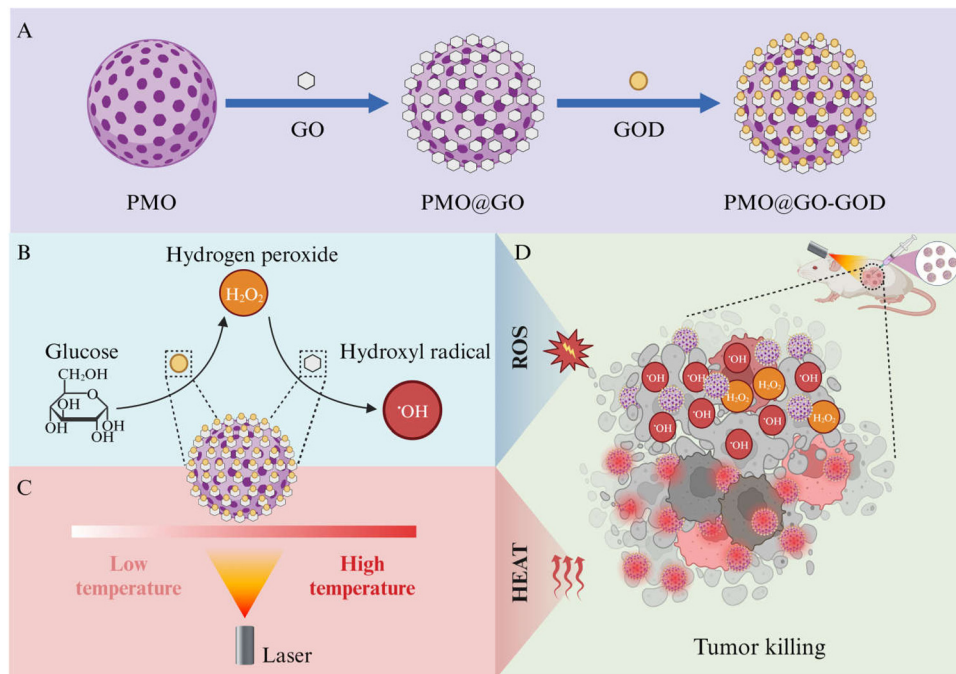 A
GO
GOD
PMO
PMO@GO
PMO@GO-GOD
B
Hydrogen peroxide
H₂O₂
Glucose
CH₂OH
OH
OH
OH
OH
Hydroxyl radical
·OH
C
Low
temperature
High
temperature
Laser
D
ROS
HEAT
·OH
·OH
·OH
·OH
·OH
·OH
·OH
·OH
H₂O₂
H₂O₂
H₂O₂
Tumor killing